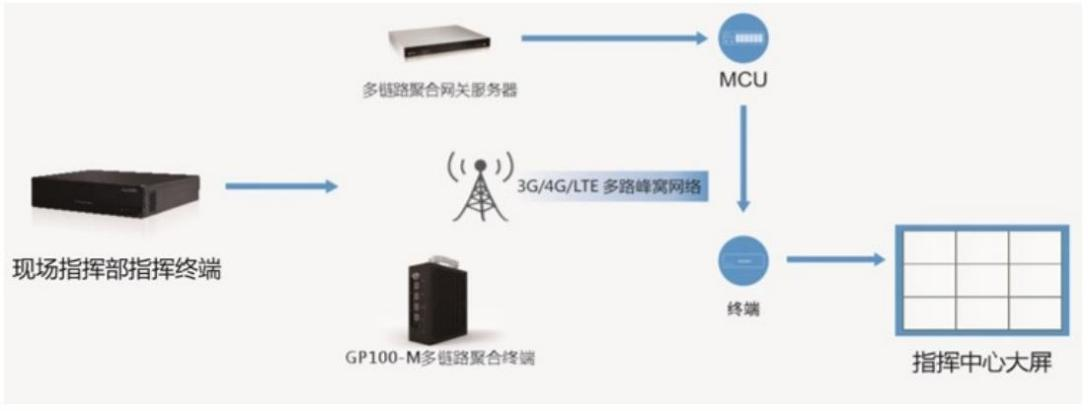 多链路聚合网关服务器
MCU
3G/4G/LTE 多路峰窝网络
现场指挥部指挥终端
终端
GP100-M多链路聚合终端
指挥中心大屏